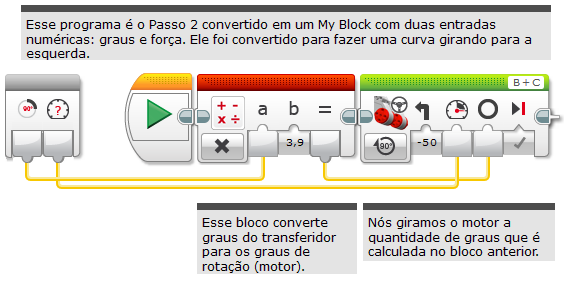 Esse programa é o Passo 2 convertido em um My Block com duas entradas
numéricas: graus e força. Ele foi convertido para fazer uma curva girando para a
esquerda.
B+C
90°
?
+ -
x ÷
a b =
3,9
90°
-50
Esse bloco converte
graus do transferidor
para os graus de
rotação (motor).
Nós giramos o motor a
quantidade de graus que é
calculada no bloco anterior.